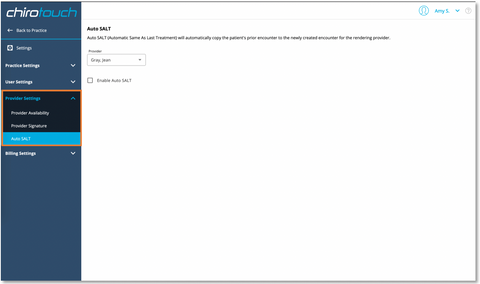 chirotouch
Amy S.
Back to Practice
Settings
Practice Settings
User Settings
Provider Settings
Provider Availability
Provider Signature
Auto SALT
Billing Settings
Auto SALT
Auto SALT (Automatic Same As Last Treatment) will automatically copy the patient's prior encounter to the newly created encounter for the rendering provider.
Provider
Gray, Jean
Enable Auto SALT